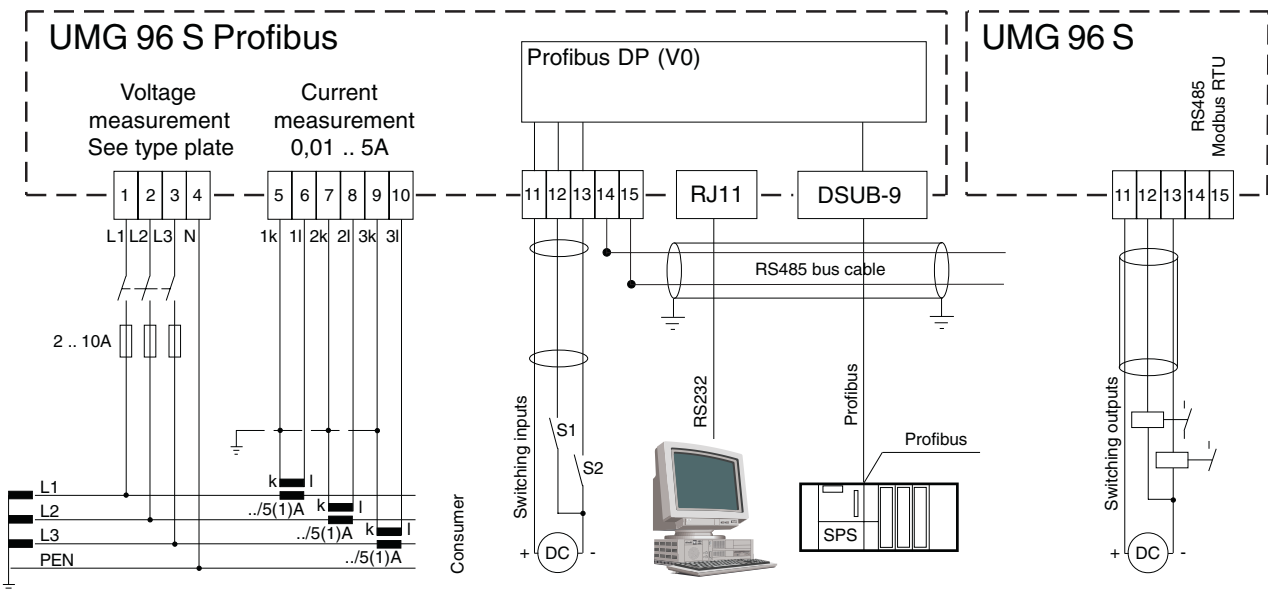 UMG 96 S Profibus
UMG 96 S
Profibus DP (V0)
RS485
Modbus RTU
Voltage
measurement
See type plate
Current
measurement
0,01 .. 5A
1 2 3 4
5 6 7 8 9 10
11 12 13 14 15
RJ11
DSUB-9
11 12 13 14 15
L1 L2 L3 N
1k 1l 2k 2l 3k 3l
RS485 bus cable
2 .. 10A
RS232
Profibus
Switching inputs
S1
S2
Switching outputs
Profibus
SPS
L1
k l
../5(1)A
L2
k l
../5(1)A
L3
k l
../5(1)A
PEN
Consumer
+ DC -
+ DC -